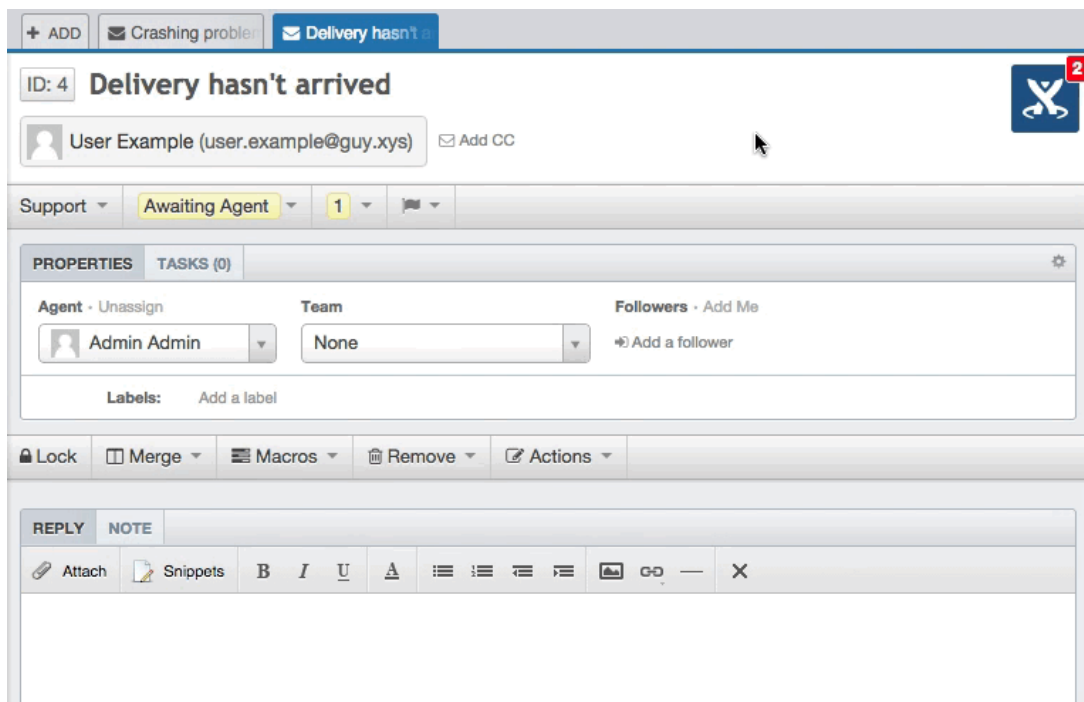 + ADD Crashing problem Delivery hasn't a
ID: 4 Delivery hasn't arrived
2
User Example (user.example@guy.xys) Add CC
Support Awaiting Agent 1
PROPERTIES TASKS (0)
Agent · Unassign Team Followers · Add Me
Admin Admin None Add a follower
Labels: Add a label
Lock Merge Macros Remove Actions
REPLY NOTE
Attach Snippets B I U A